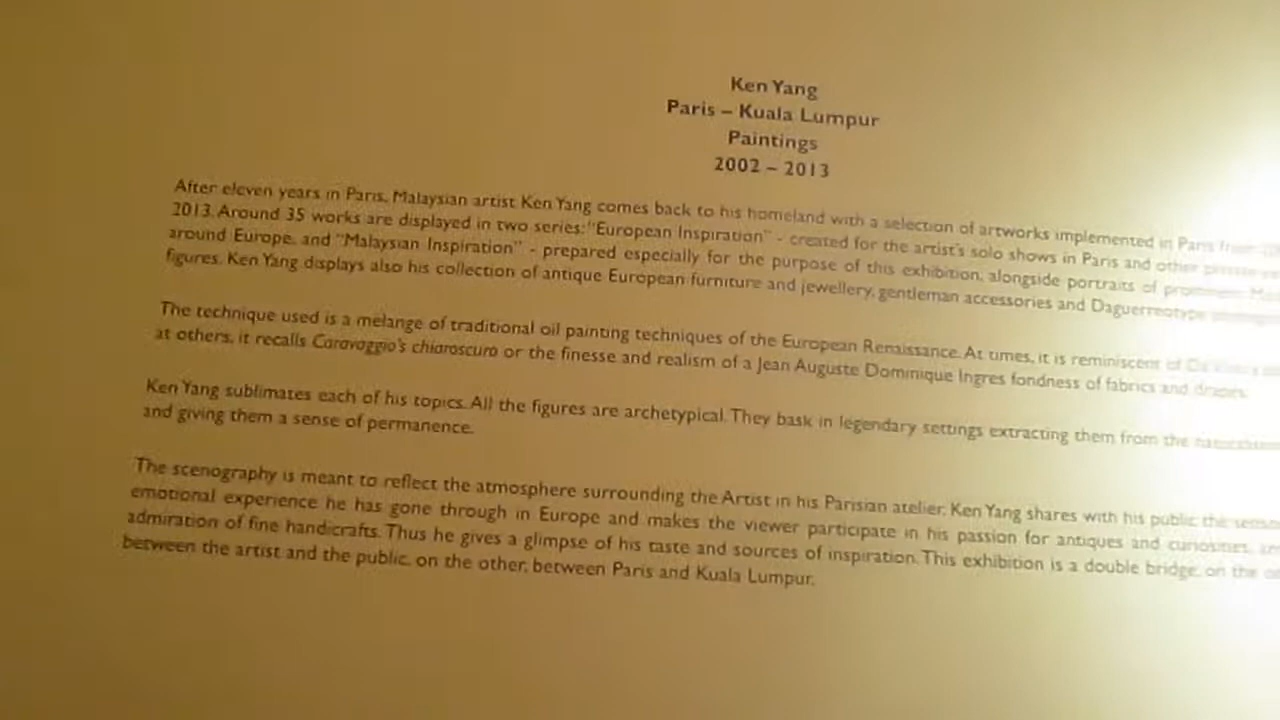 Ken Yang
Paris – Kuala Lumpur
Paintings
2002 – 2013
After eleven years in Paris, Malaysian artist Ken Yang comes back to his homeland with a selection of artworks implemented in Paris from
2013. Around 35 works are displayed in two series: "European Inspiration" - created for the artist's solo shows in Paris and other private
around Europe, and "Malaysian Inspiration" - prepared especially for the purpose of this exhibition, alongside portraits of prominent
figures. Ken Yang displays also his collection of antique European furniture and jewellery, gentleman accessories and Daguerreotype
The technique used is a melange of traditional oil painting techniques of the European Renaissance. At times, it is reminiscent of
at others, it recalls Caravaggio's chiaroscuro or the finesse and realism of a Jean Auguste Dominique Ingres fondness of fabrics and drapes.
Ken Yang sublimates each of his topics. All the figures are archetypical. They bask in legendary settings extracting them from the
and giving them a sense of permanence.
The scenography is meant to reflect the atmosphere surrounding the Artist in his Parisian atelier. Ken Yang shares with his public the
emotional experience he has gone through in Europe and makes the viewer participate in his passion for antiques and curiosities,
admiration of fine handicrafts. Thus he gives a glimpse of his taste and sources of inspiration. This exhibition is a double bridge, on the
between the artist and the public, on the other, between Paris and Kuala Lumpur.